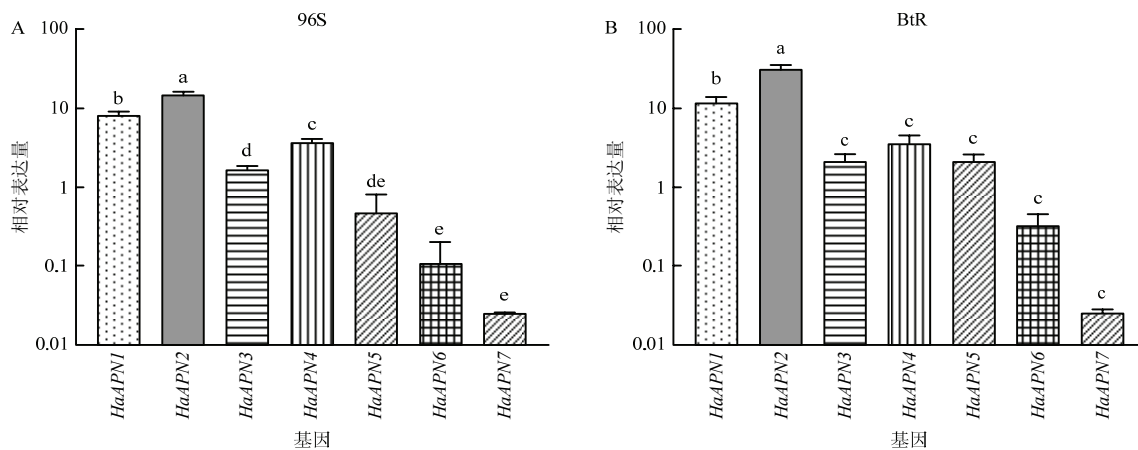 A
96S
相对表达量
100
10
1
0.1
0.01
b
a
d
c
de
e
e
HaAPN1
HaAPN2
HaAPN3
HaAPN4
HaAPN5
HaAPN6
HaAPN7
基因
B
BtR
相对表达量
100
10
1
0.1
0.01
b
a
c
c
c
c
c
HaAPN1
HaAPN2
HaAPN3
HaAPN4
HaAPN5
HaAPN6
HaAPN7
基因